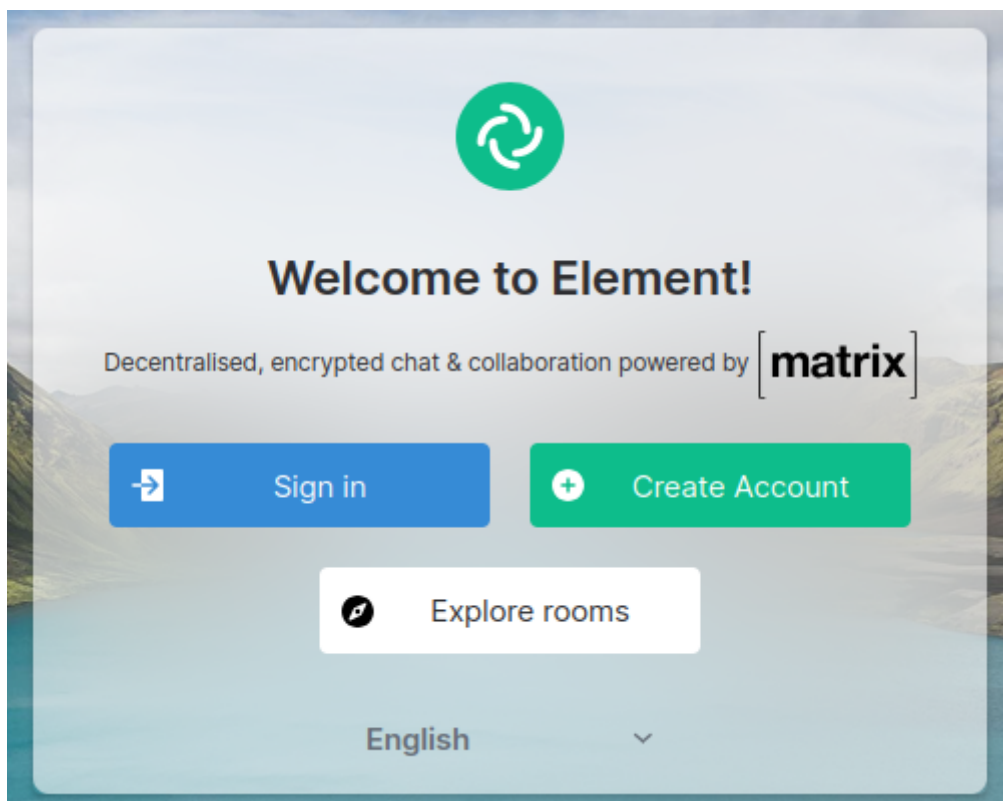 Welcome to Element!
Decentralised, encrypted chat & collaboration powered by [matrix]
Sign in
Create Account
Explore rooms
English